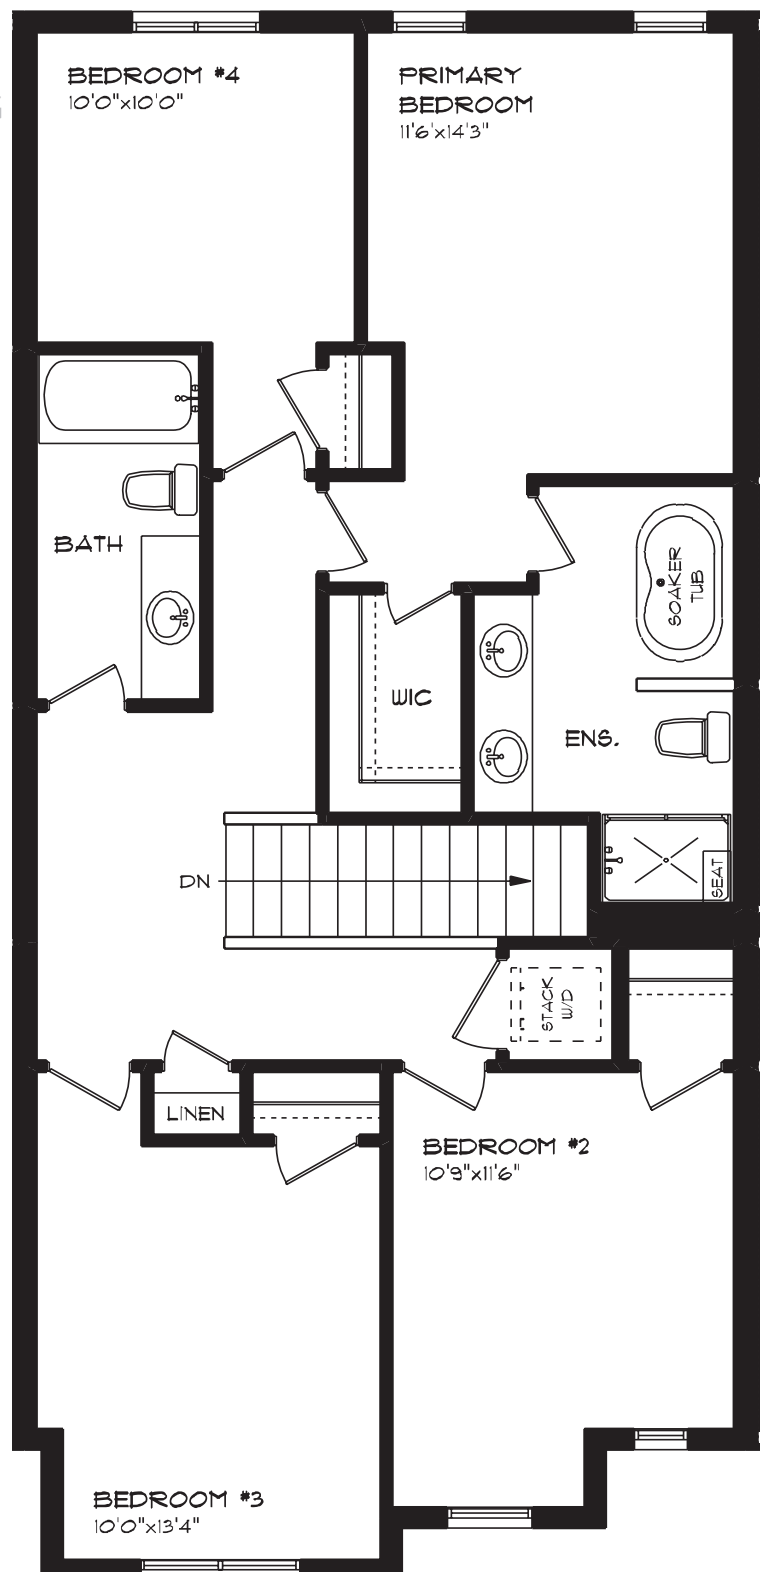 BEDROOM #4
10'0"x10'0"
PRIMARY
BEDROOM
11'6'x14'3"
BATH
SOAKER
TUB
WIC
ENS.
DN
SEAT
STACK
W/D
LINEN
BEDROOM #2
10'9"x11'6"
BEDROOM #3
10'0"x13'4"